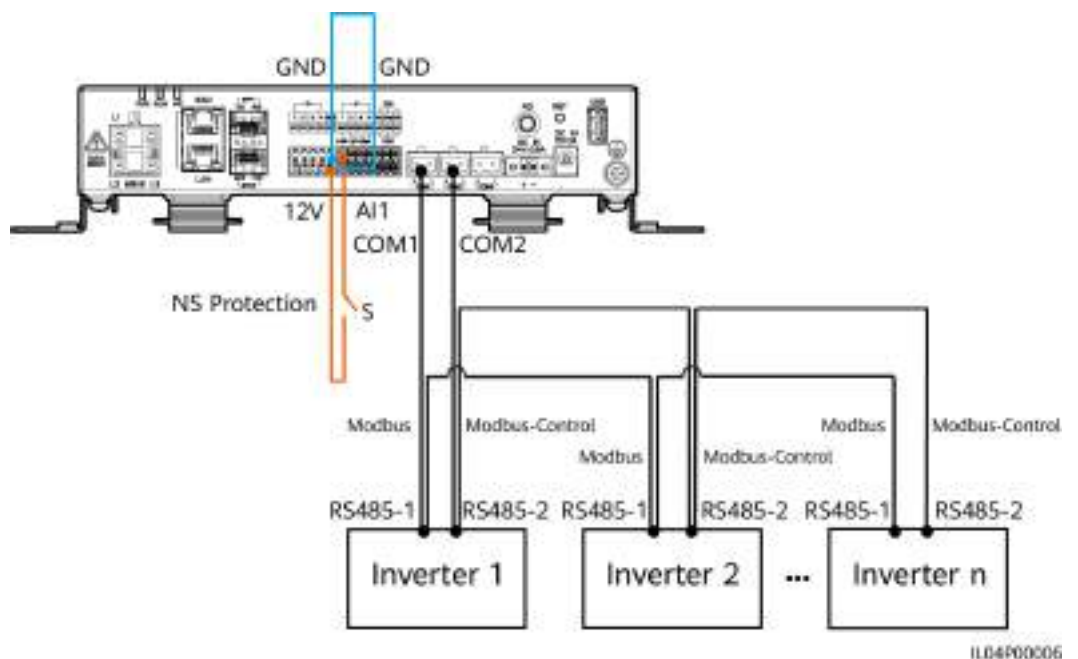 GND GND
12V AI1
COM1 COM2
NS Protection S
Modbus Modbus-Control Modbus Modbus-Control
Modbus Modbus-Control
RS485-1 RS485-2 RS485-1 RS485-2 RS485-1 RS485-2
Inverter 1 Inverter 2 ... Inverter n
IL04P00006